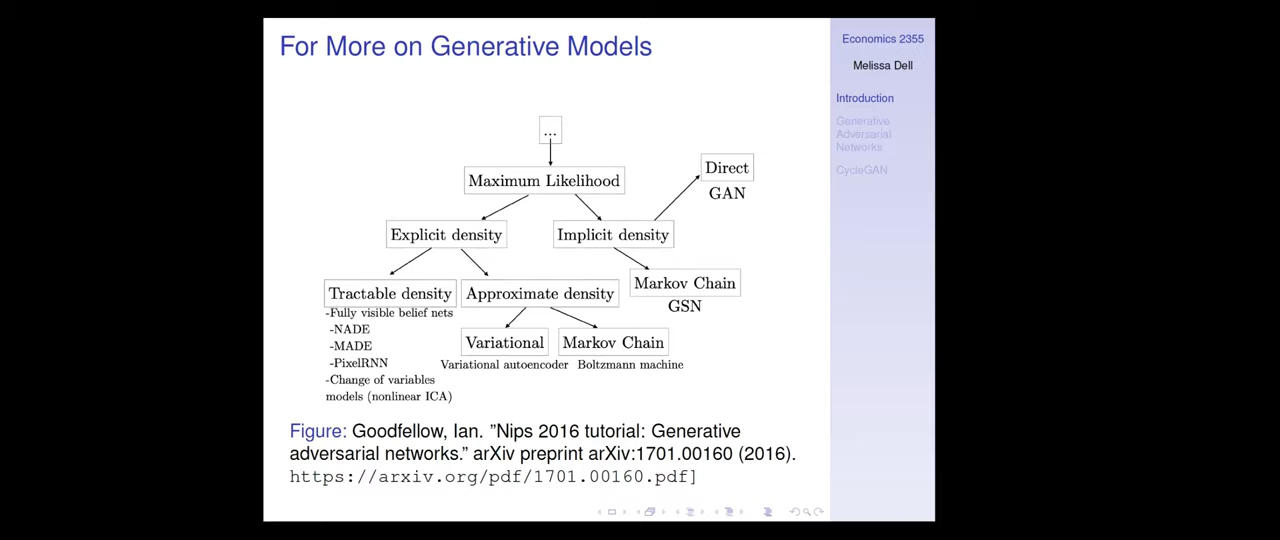 For More on Generative Models
...
Maximum Likelihood
Direct
GAN
Explicit density
Implicit density
Tractable density
-Fully visible belief nets
-NADE
-MADE
-PixelRNN
-Change of variables
models (nonlinear ICA)
Approximate density
Variational
Variational autoencoder
Markov Chain
Boltzmann machine
Markov Chain
GSN
Figure: Goodfellow, Ian. ”Nips 2016 tutorial: Generative
adversarial networks.” arXiv preprint arXiv:1701.00160 (2016).
https://arxiv.org/pdf/1701.00160.pdf]
Economics 2355
Melissa Dell
Introduction
Generative
Adversarial
Networks
CycleGAN